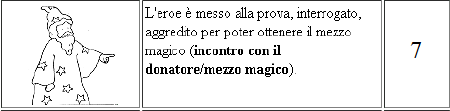 L'eroe è messo alla prova, interrogato,
aggredito per poter ottenere il mezzo
magico (incontro con il
donatore/mezzo magico).
7